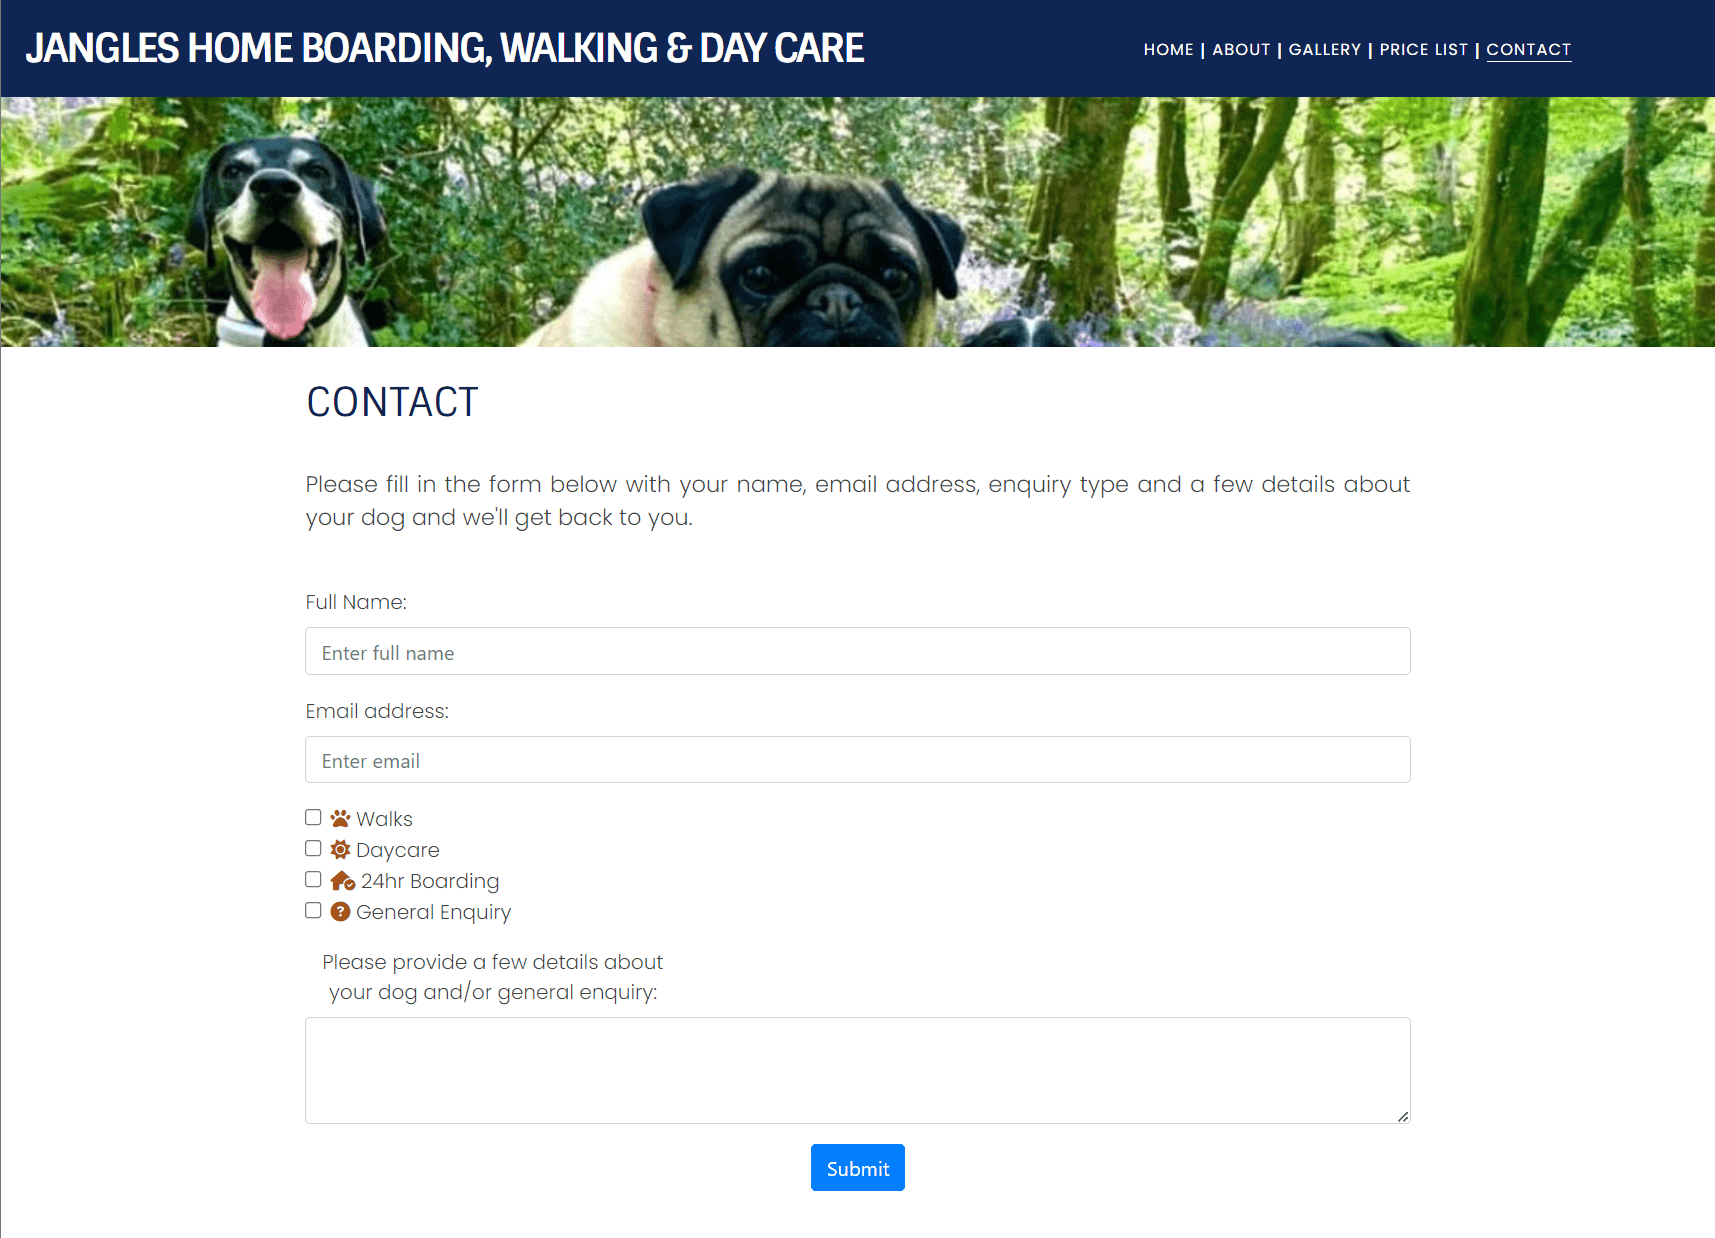 JANGLES HOME BOARDING, WALKING & DAY CARE
HOME | ABOUT | GALLERY | PRICE LIST | CONTACT
CONTACT
Please fill in the form below with your name, email address, enquiry type and a few details about
your dog and we'll get back to you.
Full Name:
Enter full name
Email address:
Enter email
Walks
Daycare
24hr Boarding
? General Enquiry
Please provide a few details about
your dog and/or general enquiry:
Submit